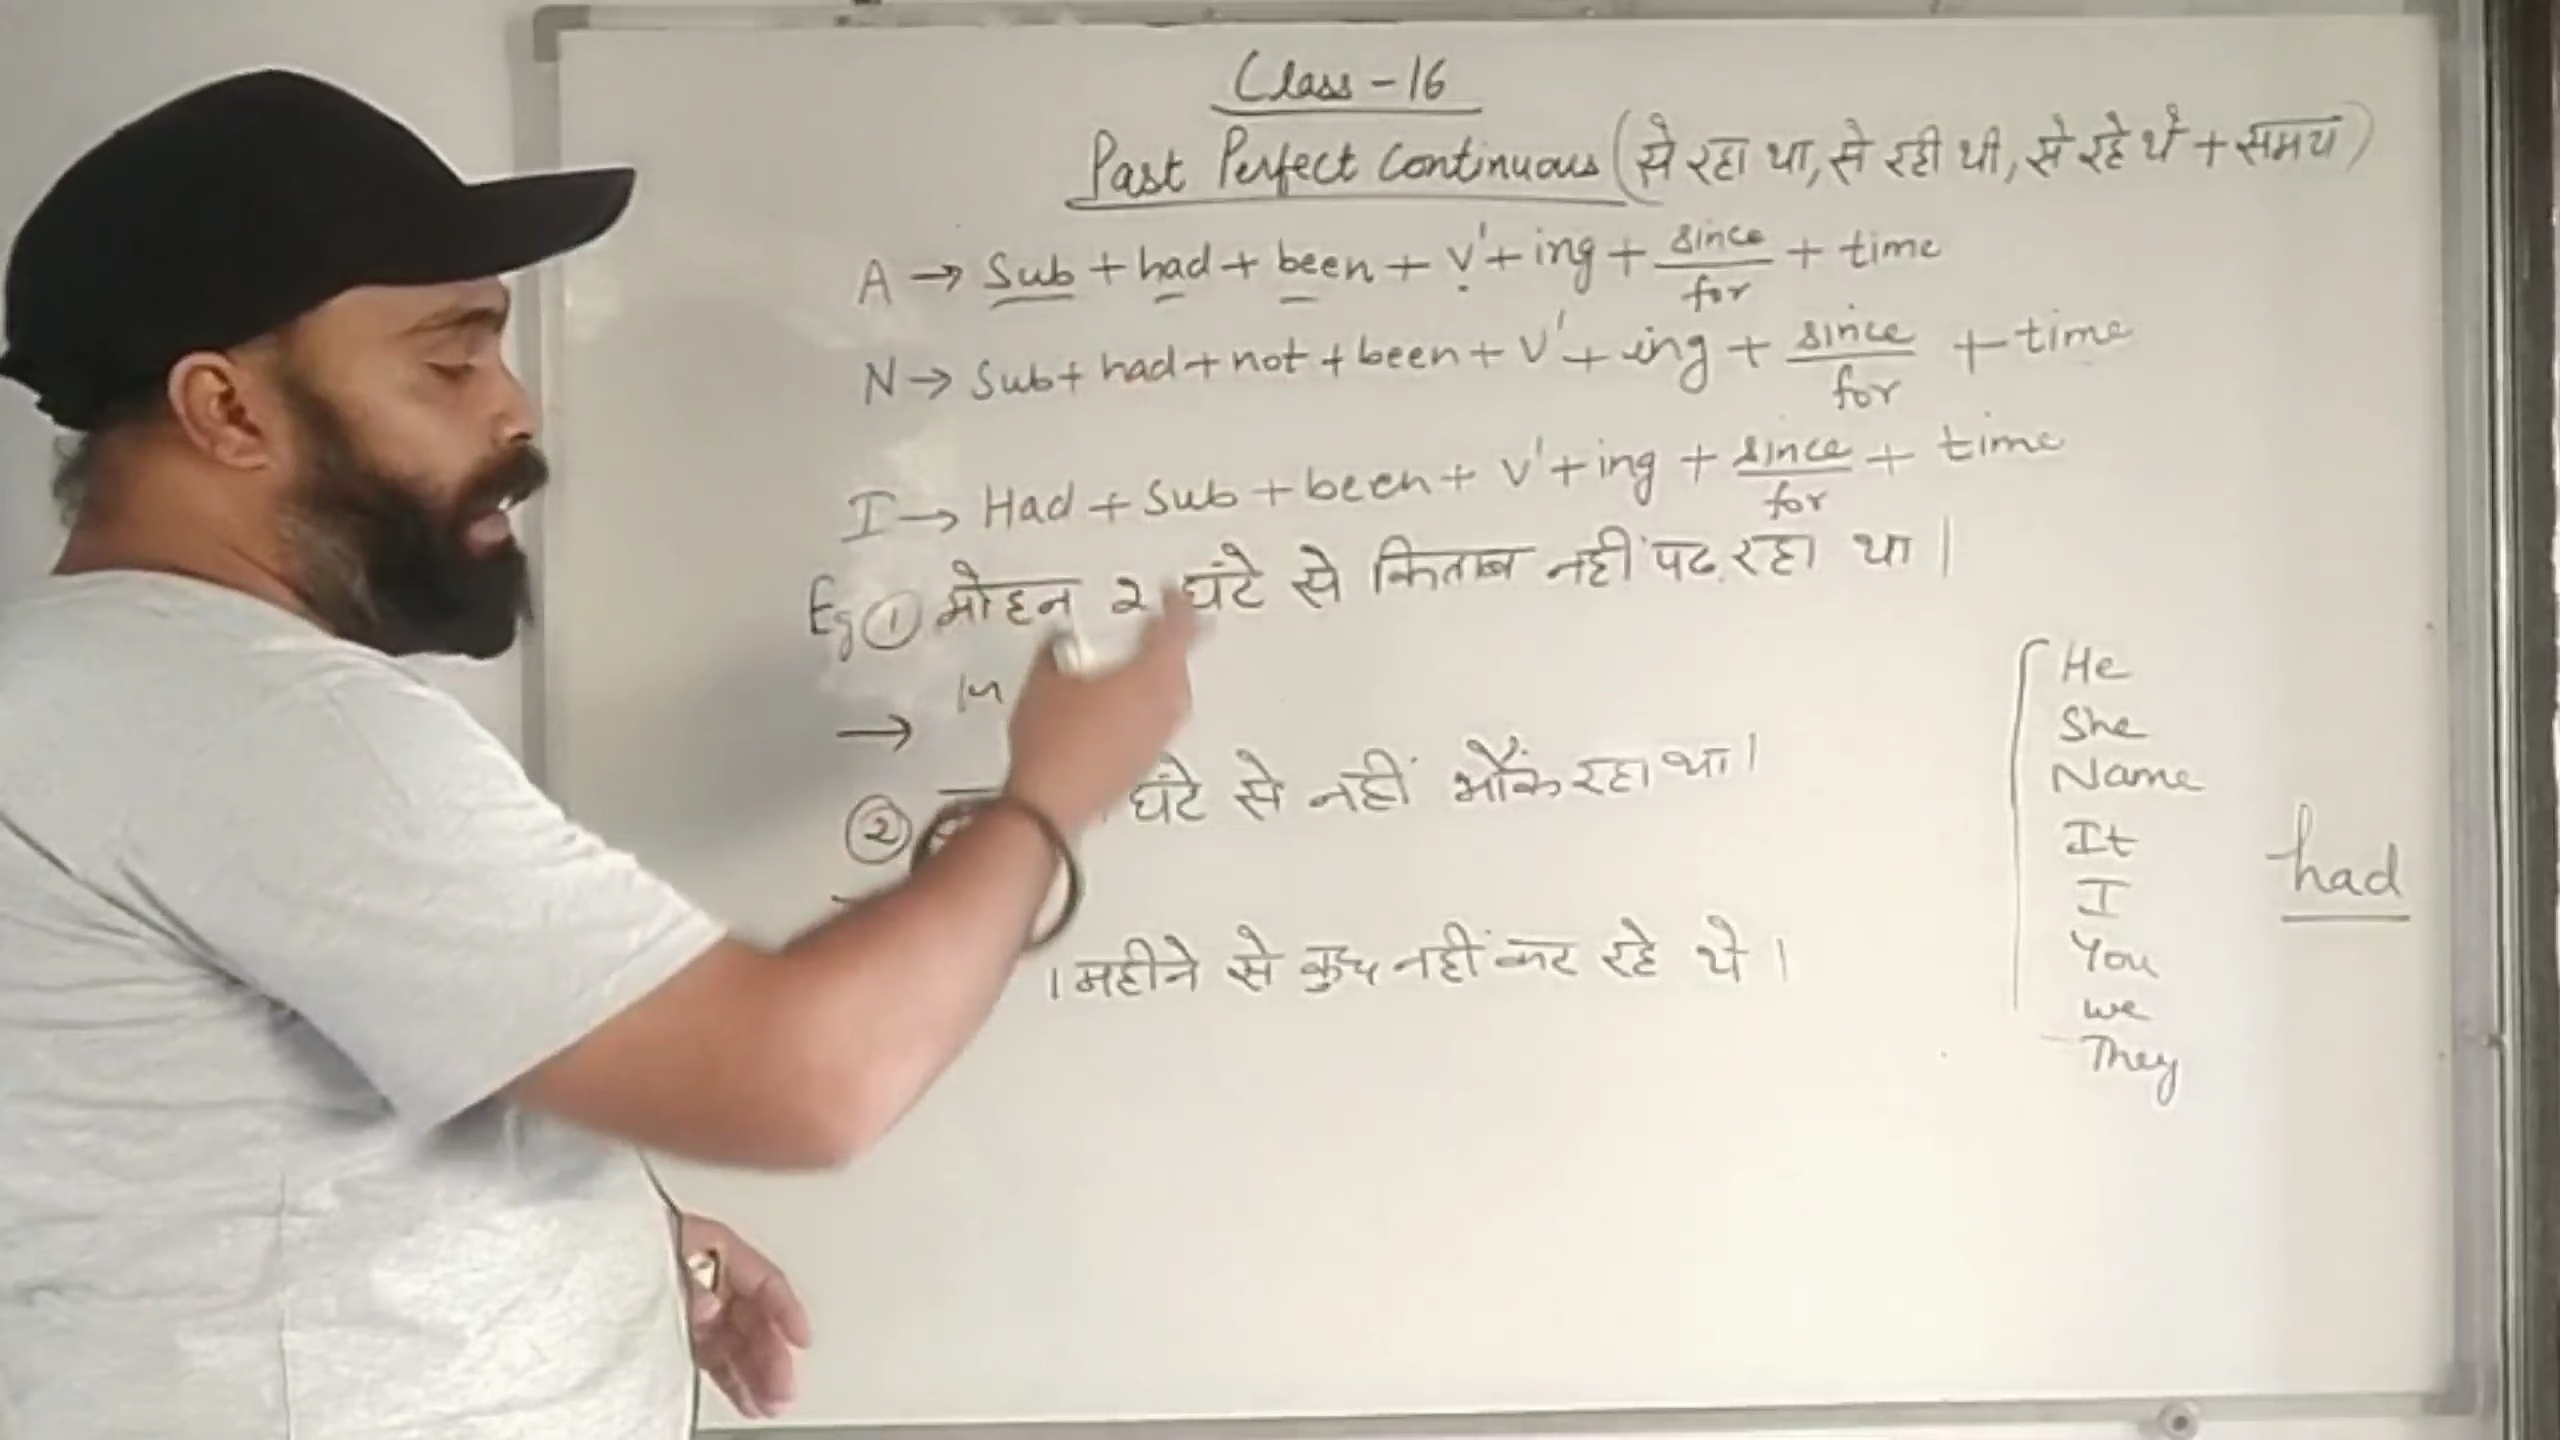 Class - 16
Past Perfect Continuous (से रहा था, से रही थी, से रहे थे + समय)
A → Sub + had + been + V' + ing + since/for + time
N → Sub + had + not + been + V' + ing + since/for + time
I → Had + Sub + been + V' + ing + since/for + time
Eg ① मोहन २ घंटे से किताब नहीं पढ़ रहा था।
→ M
② घंटे से नहीं भौंक रहा था।
1 महीने से कुछ नहीं कर रहे थे।
He
She
Name
It
I
You
we
They
had